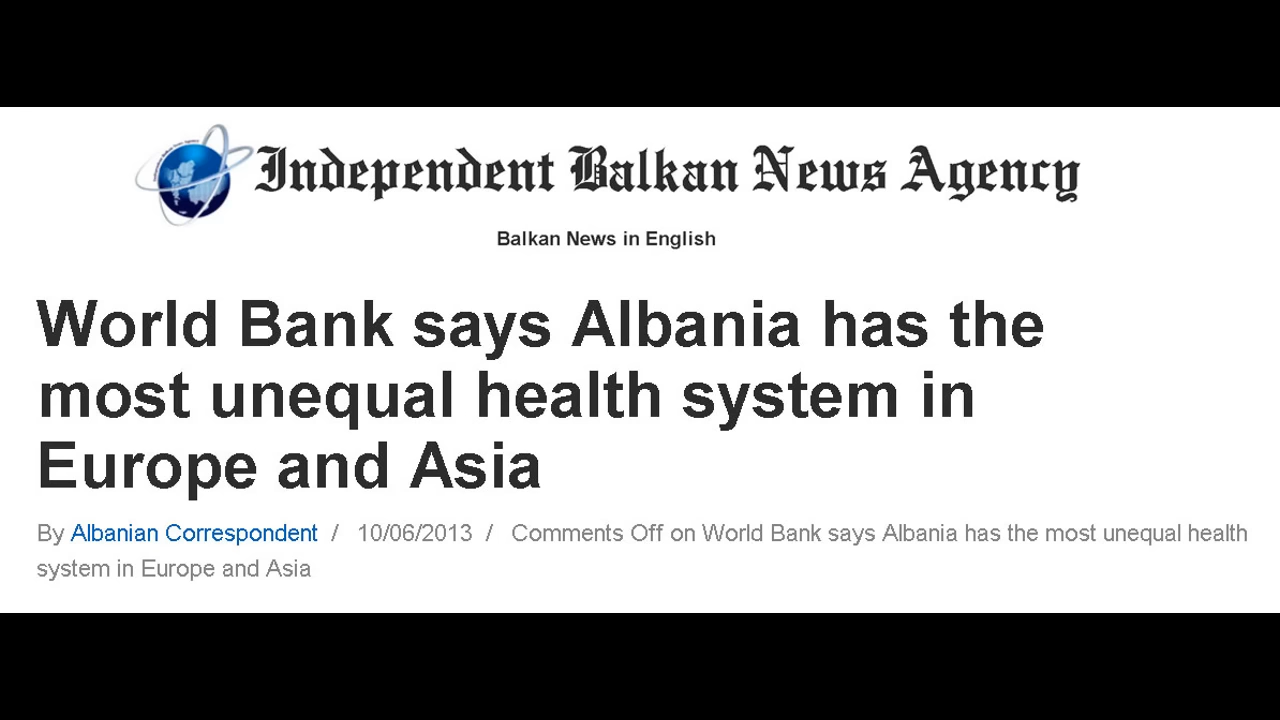 Independent Balkan News Agency
Balkan News in English
World Bank says Albania has the
most unequal health system in
Europe and Asia
By Albanian Correspondent / 10/06/2013 / Comments Off on World Bank says Albania has the most unequal health
system in Europe and Asia